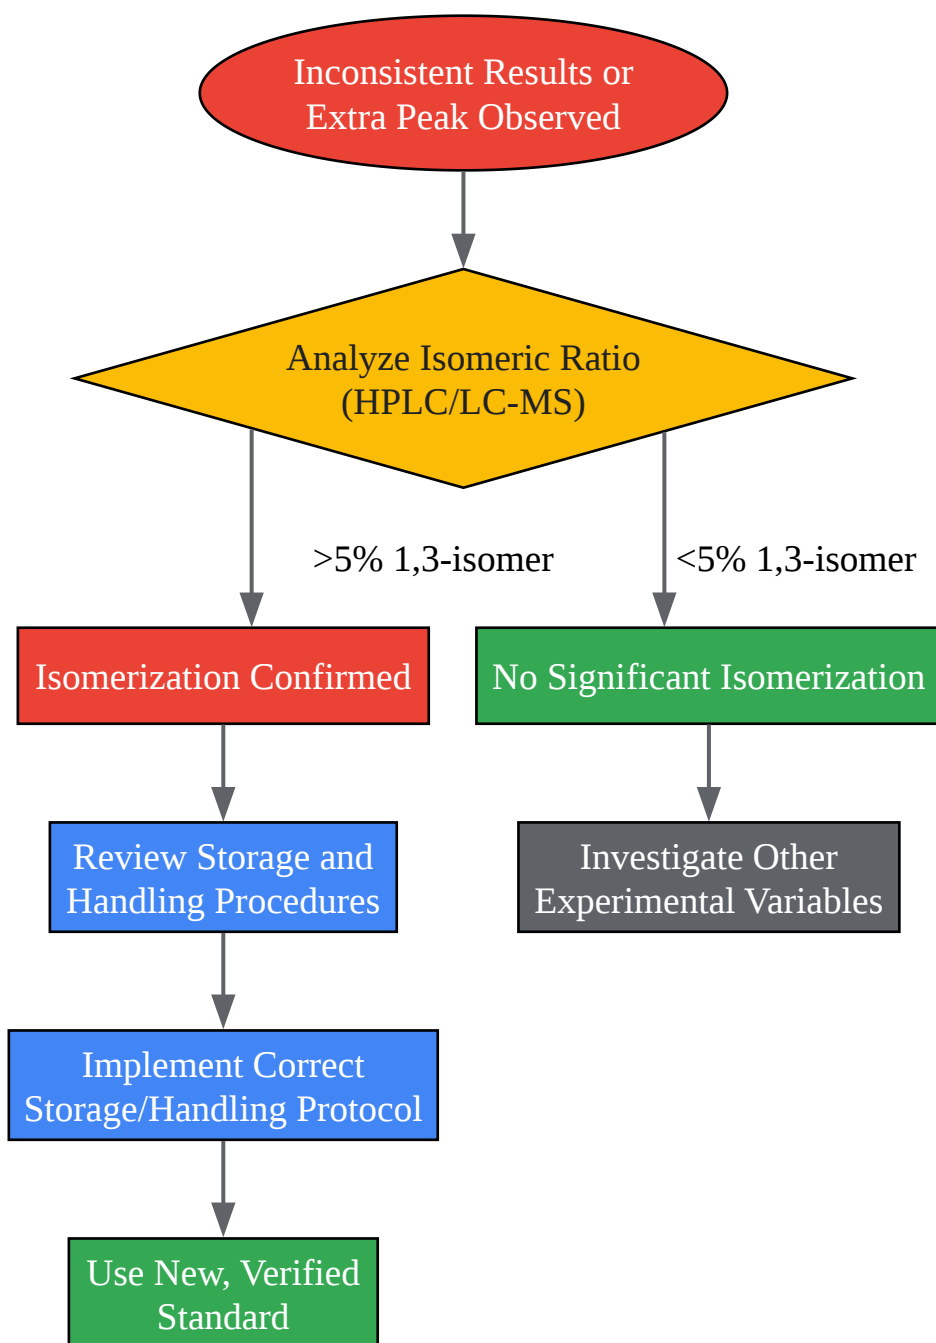 Inconsistent Results or
Extra Peak Observed
Analyze Isomeric Ratio
(HPLC/LC-MS)
>5% 1,3-isomer
<5% 1,3-isomer
Isomerization Confirmed
No Significant Isomerization
Review Storage and
Handling Procedures
Investigate Other
Experimental Variables
Implement Correct
Storage/Handling Protocol
Use New, Verified
Standard